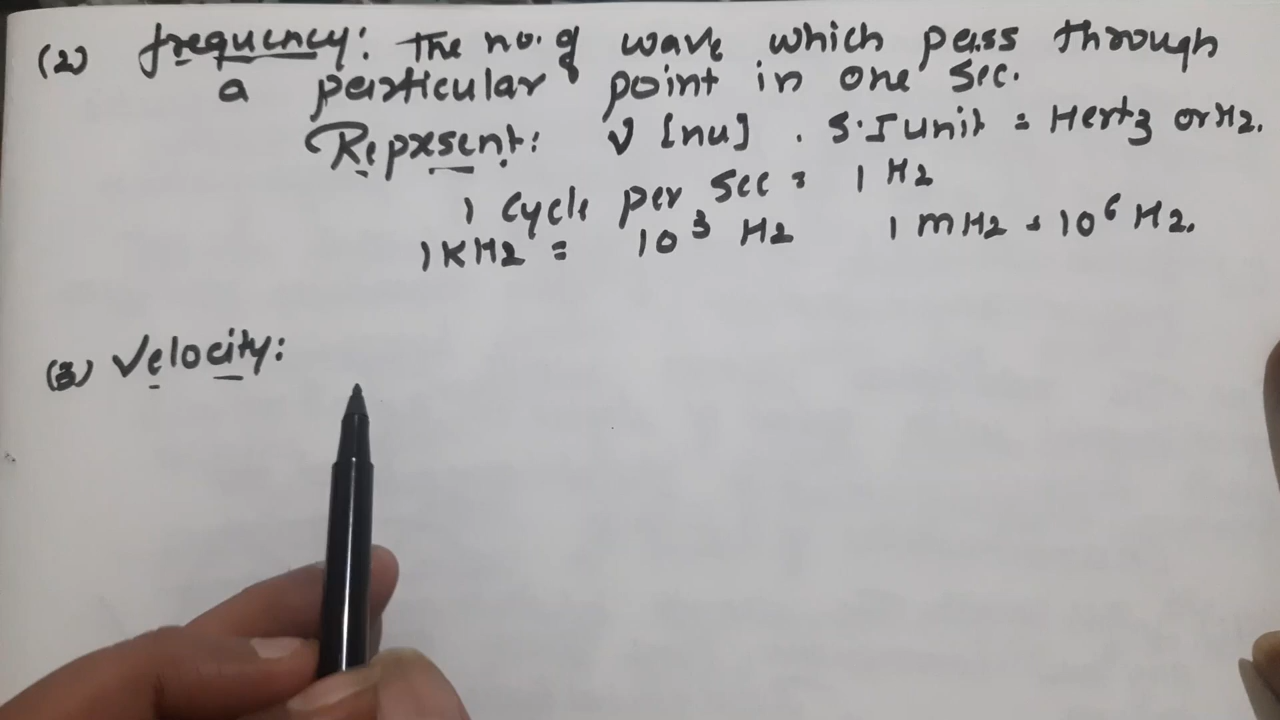 (2) frequency: The no. of wave which pass through
a particular point in one Sec.
Represent: ν [nu] . S.I unit = Hertz or Hz.
1 Cycle per Sec = 1 Hz
1 KHz = 10³ Hz 1 mHz = 10⁶ Hz.
(3) Velocity: